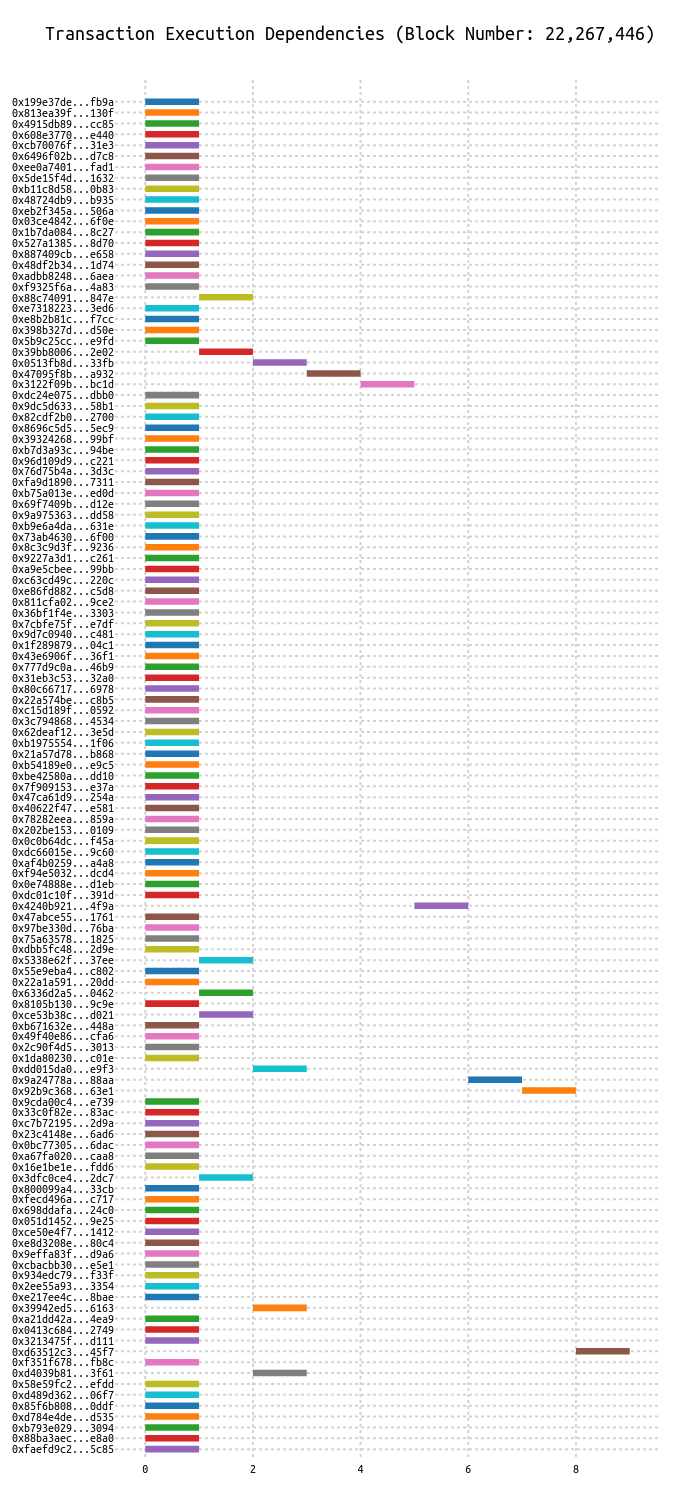 Transaction Execution Dependencies (Block Number: 22,267,446)
0x199e37de...fb9a
0x813ea39f...130f
0x4915db89...cc85
0x608e3770...e440
0xcb70076f...31e3
0x6496f02b...d7c8
0xee0a7401...fad1
0x5de15f4d...1632
0xb11c8d58...0b83
0x48724db9...b935
0xeb2f345a...506a
0x03ce4842...6f0e
0x1b7da084...8c27
0x527a1385...8d70
0x887409cb...e658
0x48df2b34...1d74
0xadbb8248...6aea
0xf9325f6a...4a83
0x88c74091...847e
0xe7318223...3ed6
0xe8b2b81c...f7cc
0x398b327d...d50e
0x5b9c25cc...e9fd
0x39bb8006...2e02
0x0513fb8d...33fb
0x47095f8b...a932
0x3122f09b...bc1d
0xdc24e075...dbb0
0x9dc5d633...58b1
0x82cdf2b0...2700
0x8696c5d5...5ec9
0x39324268...99bf
0xb7d3a93c...94be
0x96d109d9...c221
0x76d75b4a...3d3c
0xfa9d1890...7311
0xb75a013e...ed0d
0x69f7409b...d12e
0x9a975363...dd58
0xb9e6a4da...631e
0x73ab4630...6f00
0x8c3c9d3f...9236
0x9227a3d1...c261
0xa9e5cbee...99bb
0xc63cd49c...220c
0xe86fd882...c5d8
0x811cfa02...9ce2
0x36bf1f4e...3303
0x7cbfe75f...e7df
0x9d7c0940...c481
0x1f289879...04c1
0x43e6906f...36f1
0x777d9c0a...46b9
0x31eb3c53...32a0
0x80c66717...6978
0x22a574be...c8b5
0xc15d189f...0592
0x3c794868...4534
0x62deaf12...3e5d
0xb1975554...1f06
0x21a57d78...b868
0xb54189e0...e9c5
0xbe42580a...dd10
0x7f909153...e37a
0x47ca61d9...254a
0x40622f47...e581
0x78282eea...859a
0x202be153...0109
0x0c0b64dc...f45a
0xdc66015e...9c60
0xaf4b0259...a4a8
0xf94e5032...dcd4
0x0e74888e...d1eb
0xdc01c10f...391d
0x4240b921...4f9a
0x47abce55...1761
0x97be330d...76ba
0x75a63578...1825
0xdbb5fc48...2d9e
0x5338e62f...37ee
0x55e9eba4...c802
0x22a1a591...20dd
0x6336d2a5...0462
0x8105b130...9c9e
0xce53b38c...d021
0xb671632e...448a
0x49f40e86...cfa6
0x2c90f4d5...3013
0x1da80230...c01e
0xdd015da0...e9f3
0x9a24778a...88aa
0x92b9c368...63e1
0x9cda00c4...e739
0x33c0f82e...83ac
0xc7b72195...2d9a
0x23c4148e...6ad6
0x0bc77305...6dac
0xa67fa020...caa8
0x16e1be1e...fdd6
0x3dfc0ce4...2dc7
0x800099a4...33cb
0xfecd496a...c717
0x698ddafa...24c0
0x051d1452...9e25
0xce50e4f7...1412
0xe8d3208e...80c4
0x9effa83f...d9a6
0xcbacbb30...e5e1
0x934edc79...f33f
0x2ee55a93...3354
0xe217ee4c...8bae
0x39942ed5...6163
0xa21dd42a...4ea9
0x0413c684...2749
0x3213475f...d111
0xd63512c3...45f7
0xf351f678...fb8c
0xd4039b81...3f61
0x58e59fc2...efdd
0xd489d362...06f7
0x85f6b808...0ddf
0xd784e4de...d535
0xb793e029...3094
0x88ba3aec...e8a0
0xfaefd9c2...5c85
0 2 4 6 8